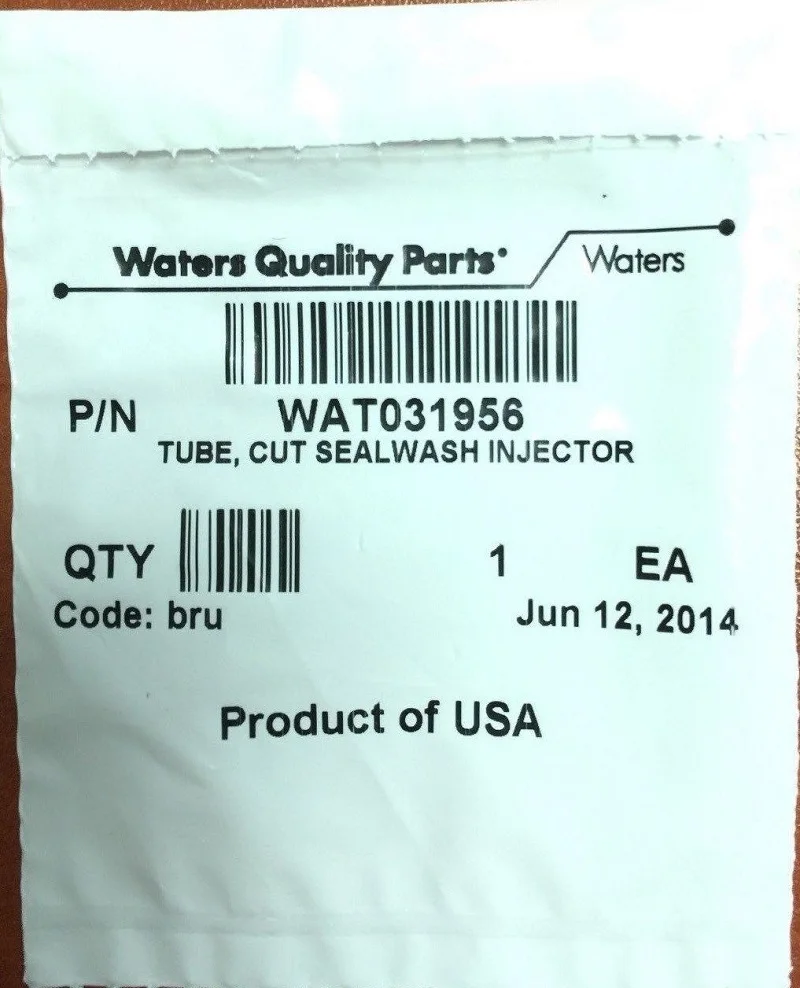 Waters Quality Parts® Waters
P/N WAT031956
TUBE, CUT SEALWASH INJECTOR
QTY 1 EA
Code: bru Jun 12, 2014
Product of USA